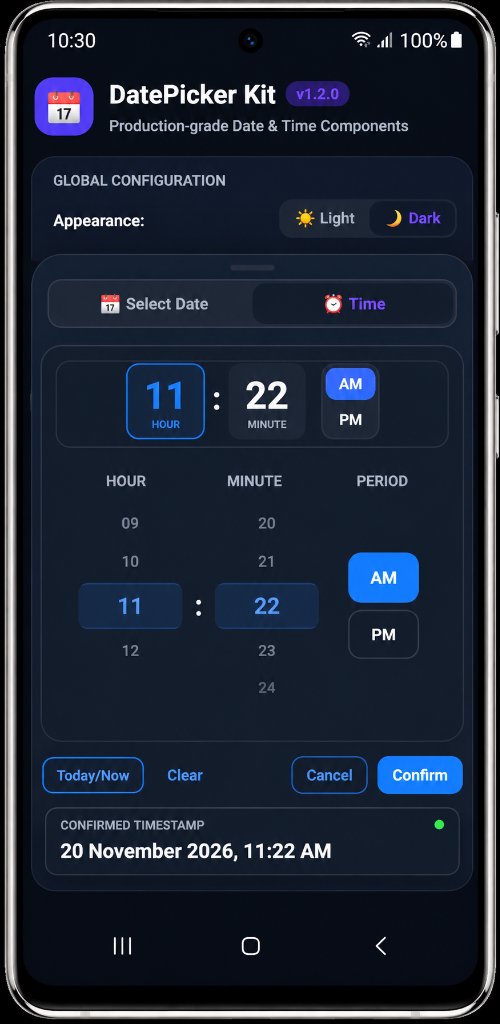 10:30 100%
17 DatePicker Kit v1.2.0
Production-grade Date & Time Components
GLOBAL CONFIGURATION
Appearance: Light Dark
17 Select Date Time
11 : 22 AM
HOUR MINUTE PM
HOUR MINUTE PERIOD
09 20
10 21
AM
11 : 22
PM
12 23
24
Today/Now Clear Cancel Confirm
CONFIRMED TIMESTAMP
20 November 2026, 11:22 AM